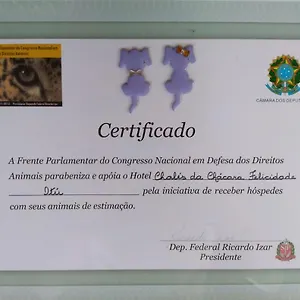 CÂMARA DOS DEPUT
Certificado
A Frente Parlamentar do Congresso Nacional em Defesa dos Direitos
Animais parabeniza e apóia o Hotel Chalés da Chácara Felicidade
pela iniciativa de receber hóspedes
com seus animais de estimação.
Dep. Federal Ricardo Izar
Presidente